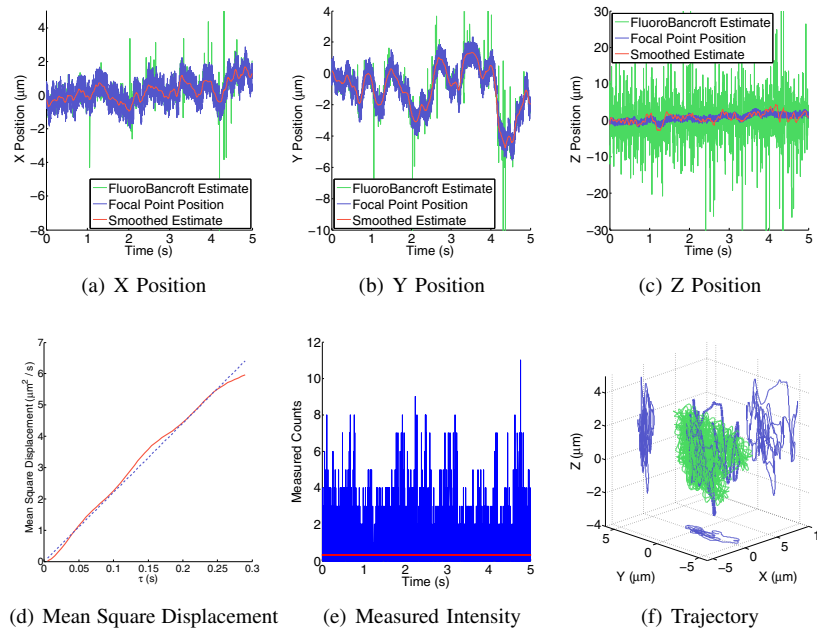 X Position (μm)
4
2
0
−2
−4
−6
−8
FluoroBancroft Estimate
Focal Point Position
Smoothed Estimate
0 1 2 3 4 5
Time (s)
(a) X Position
Y Position (μm)
4
2
0
−2
−4
−6
−8
−10
FluoroBancroft Estimate
Focal Point Position
Smoothed Estimate
0 1 2 3 4 5
Time (s)
(b) Y Position
Z Position (μm)
30
20
10
0
−10
−20
−30
FluoroBancroft Estimate
Focal Point Position
Smoothed Estimate
0 1 2 3 4 5
Time (s)
(c) Z Position
Mean Square Displacement (μm² / s)
7
6
5
4
3
2
1
0
0 0.05 0.1 0.15 0.2 0.25 0.3
τ (s)
(d) Mean Square Displacement
Measured Counts
12
10
8
6
4
2
0
0 1 2 3 4 5
Time (s)
(e) Measured Intensity
Z (μm)
4
2
0
−2
−4
5 0 −5
Y (μm)
−5 0 5
X (μm)
(f) Trajectory